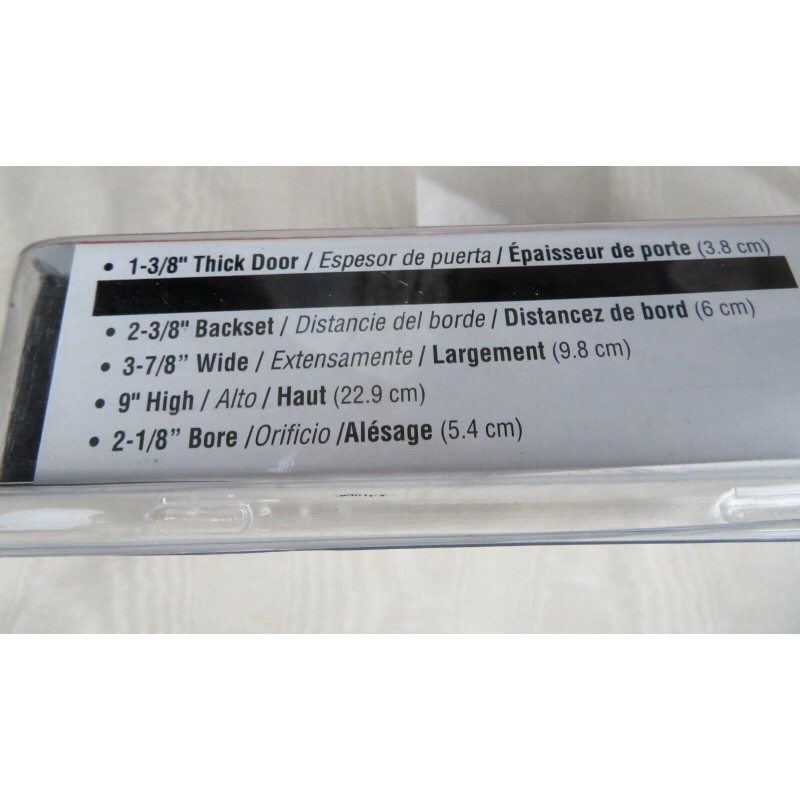 • 1-3/8" Thick Door / Espesor de puerta / Épaisseur de porte (3.8 cm)
• 2-3/8" Backset / Distancie del borde / Distancez de bord (6 cm)
• 3-7/8” Wide / Extensamente / Largement (9.8 cm)
• 9" High / Alto / Haut (22.9 cm)
• 2-1/8” Bore /Orificio /Alésage (5.4 cm)